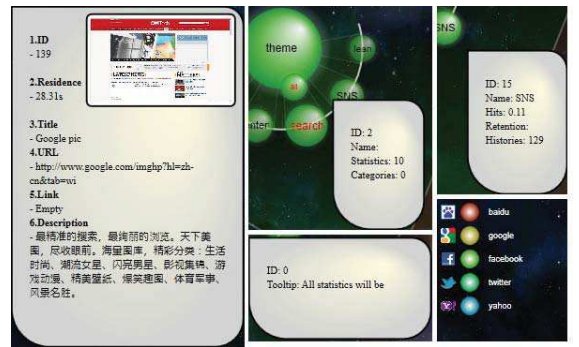 1.ID
- 139
2.Residence
- 28.31s
3.Title
- Google pic
4.URL
- http://www.google.com/imghp?hl=zh-
cn&tab=wi
5.Link
- Empty
6.Description
- 最精准的搜索，最绚丽的浏览。天下美
图，尽收眼前。海量图库，精彩分类：生活
时尚、潮流女星、闪亮男星、影视集锦、游
戏动漫、精美壁纸、爆笑趣图、体育军事、
风景名胜。
LATEST NEWS
theme
lean
all
SNS
enter
search
ID: 2
Name:
Statistics: 10
Categories: 0
ID: 0
Tooltip: All statistics will be
SNS
ID: 15
Name: SNS
Hits: 0.11
Retention:
Histories: 129
baidu
google
facebook
twitter
yahoo